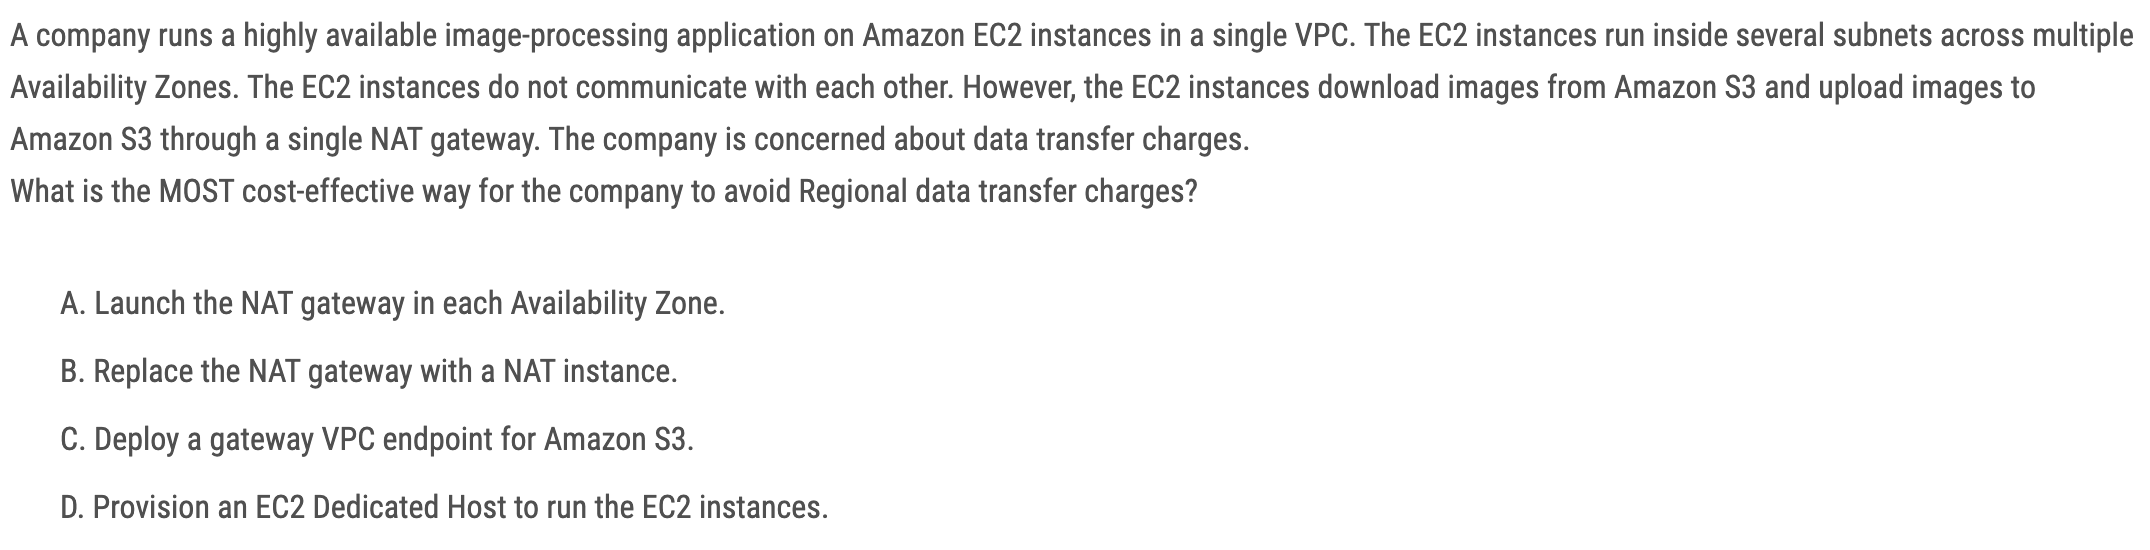 A company runs a highly available image-processing application on Amazon EC2 instances in a single VPC. The EC2 instances run inside several subnets across multiple
Availability Zones. The EC2 instances do not communicate with each other. However, the EC2 instances download images from Amazon S3 and upload images to
Amazon S3 through a single NAT gateway. The company is concerned about data transfer charges.
What is the MOST cost-effective way for the company to avoid Regional data transfer charges?
A. Launch the NAT gateway in each Availability Zone.
B. Replace the NAT gateway with a NAT instance.
C. Deploy a gateway VPC endpoint for Amazon S3.
D. Provision an EC2 Dedicated Host to run the EC2 instances.